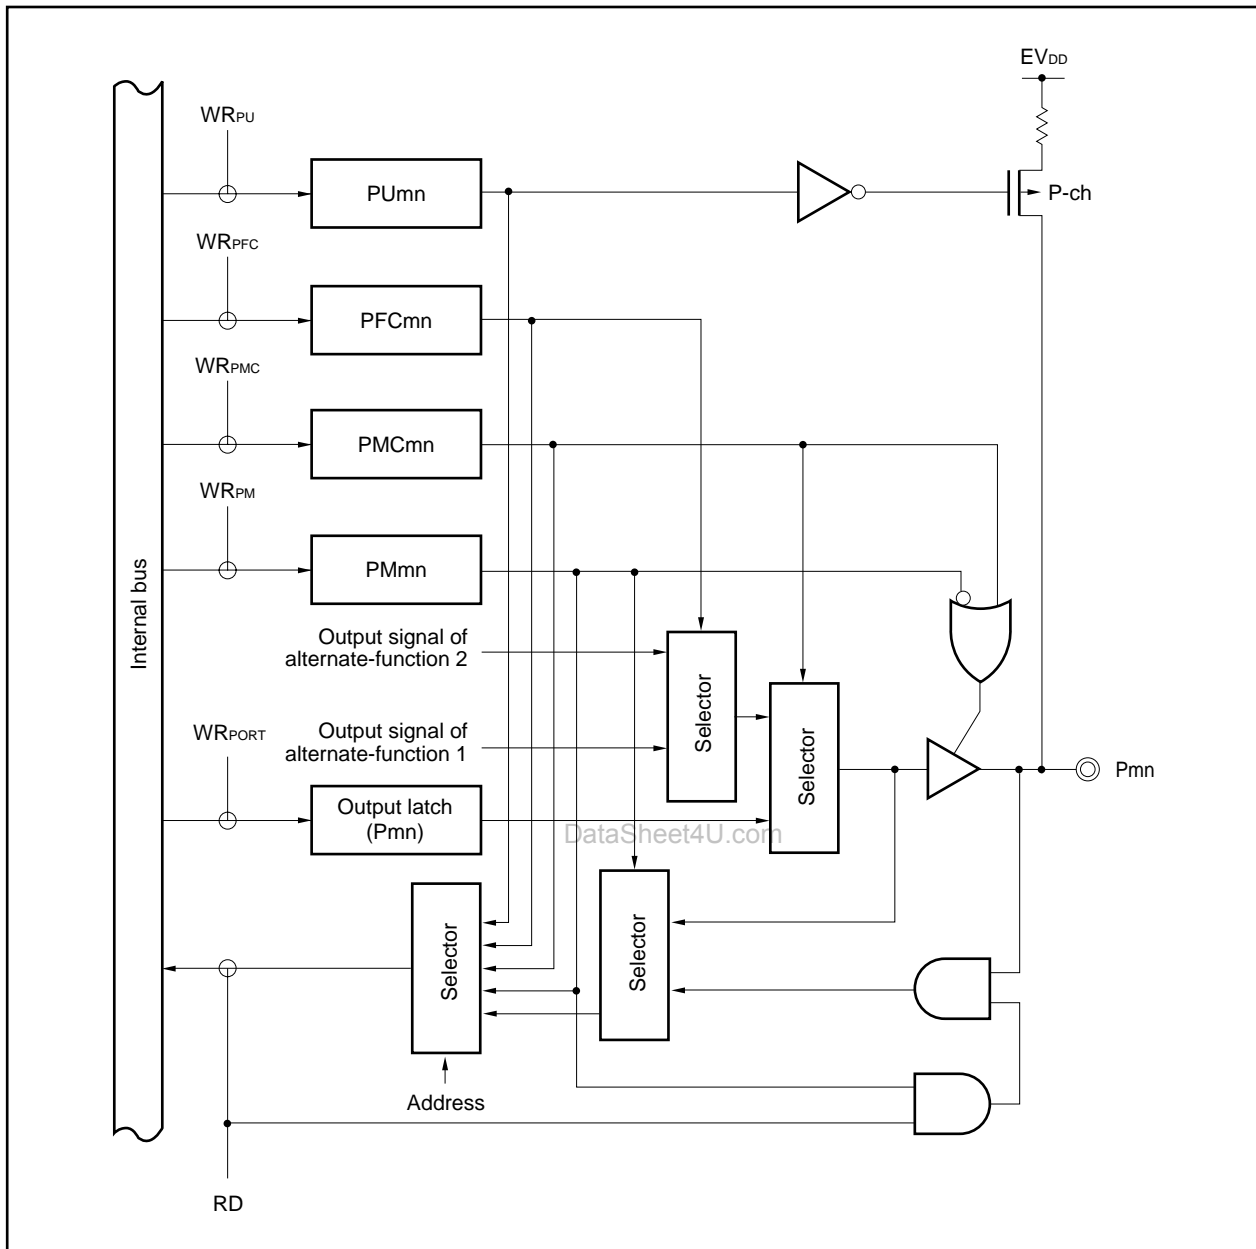 EVDD
WRPU
PUmn
P-ch
WRPFC
PFCmn
WRPMC
PMCmn
WRPM
PMmn
Internal bus
Output signal of
alternate-function 2
Selector
Output signal of
alternate-function 1
WRPORT
Selector
Pmn
Output latch
(Pmn)
DataSheet4U.com
Selector
Selector
Address
RD